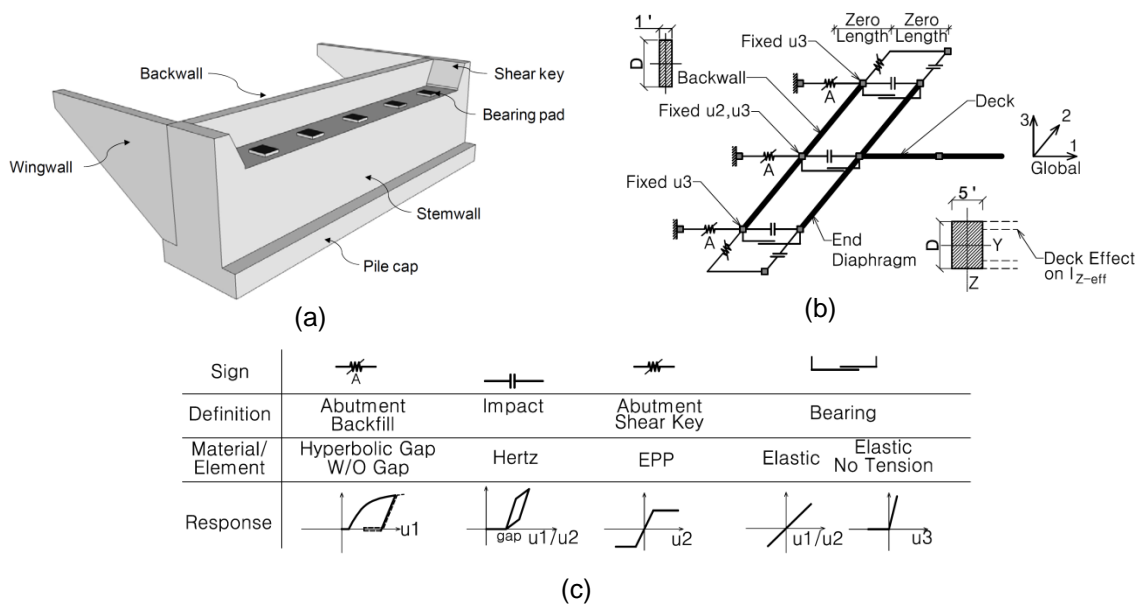 Backwall
Shear key
Bearing pad
Wingwall
Stemwall
Pile cap
(a)
1'
D
Fixed u3
Zero
Length
Zero
Length
Backwall
A
Fixed u2,u3
Deck
A
3
2
1
Global
Fixed u3
A
End
Diaphragm
5'
D
Y
Z
Deck Effect
on IZ-eff
(b)
Sign
A
Definition
Abutment
Backfill
Impact
Abutment
Shear Key
Bearing
Material/
Element
Hyperbolic Gap
W/O Gap
Hertz
EPP
Elastic
Elastic
No Tension
Response
u1
gap
u1/u2
u2
u1/u2
u3
(c)